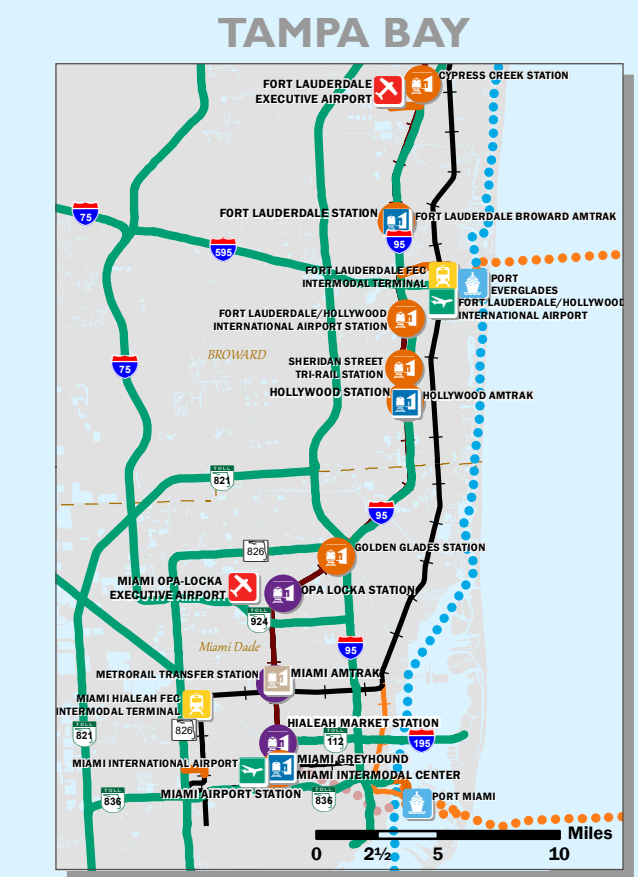 TAMPA BAY
CYPRESS CREEK STATION
FORT LAUDERDALE
EXECUTIVE AIRPORT
75
FORT LAUDERDALE STATION
FORT LAUDERDALE BROWARD AMTRAK
95
595
FORT LAUDERDALE FEC
INTERMODAL TERMINAL
PORT
EVERGLADES
FORT LAUDERDALE/HOLLYWOOD
INTERNATIONAL AIRPORT
FORT LAUDERDALE/HOLLYWOOD
INTERNATIONAL AIRPORT STATION
BROWARD
75
SHERIDAN STREET
TRI-RAIL STATION
HOLLYWOOD STATION
HOLLYWOOD AMTRAK
TOLL
821
95
826
GOLDEN GLADES STATION
MIAMI OPA-LOCKA
EXECUTIVE AIRPORT
OPA LOCKA STATION
TOLL
924
Miami Dade
95
METRORAIL TRANSFER STATION
MIAMI AMTRAK
MIAMI HIALEAH FEC
INTERMODAL TERMINAL
HIALEAH MARKET STATION
TOLL
821
826
TOLL
112
195
MIAMI INTERNATIONAL AIRPORT
MIAMI GREYHOUND
MIAMI INTERMODAL CENTER
MIAMI AIRPORT STATION
TOLL
836
TOLL
836
PORT MIAMI
Miles
0 2½ 5 10